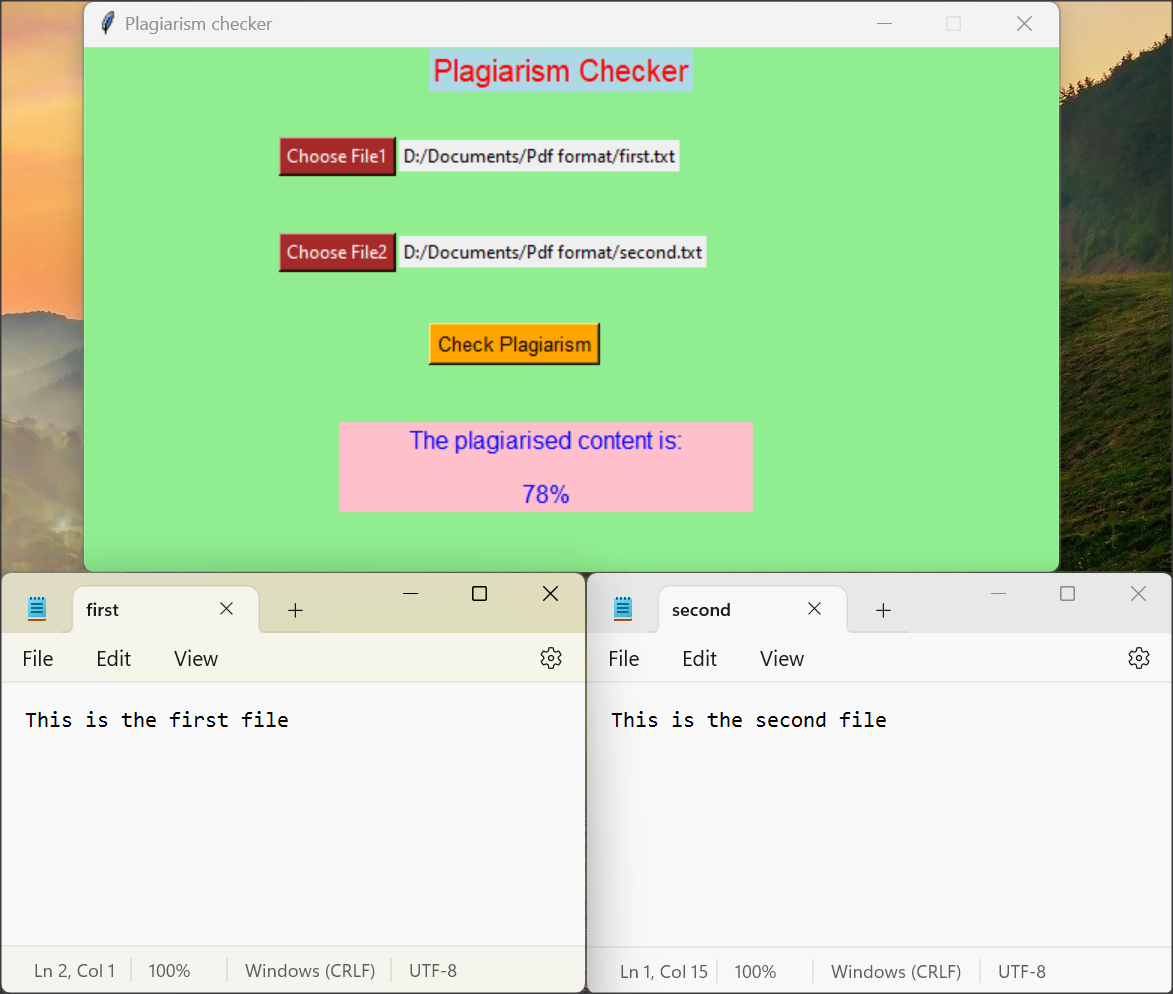 Plagiarism checker
Plagiarism Checker
Choose File1 D:/Documents/Pdf format/first.txt
Choose File2 D:/Documents/Pdf format/second.txt
Check Plagiarism
The plagiarised content is:
78%
first
File Edit View
This is the first file
Ln 2, Col 1 100% Windows (CRLF) UTF-8
second
File Edit View
This is the second file
Ln 1, Col 15 100% Windows (CRLF) UTF-8